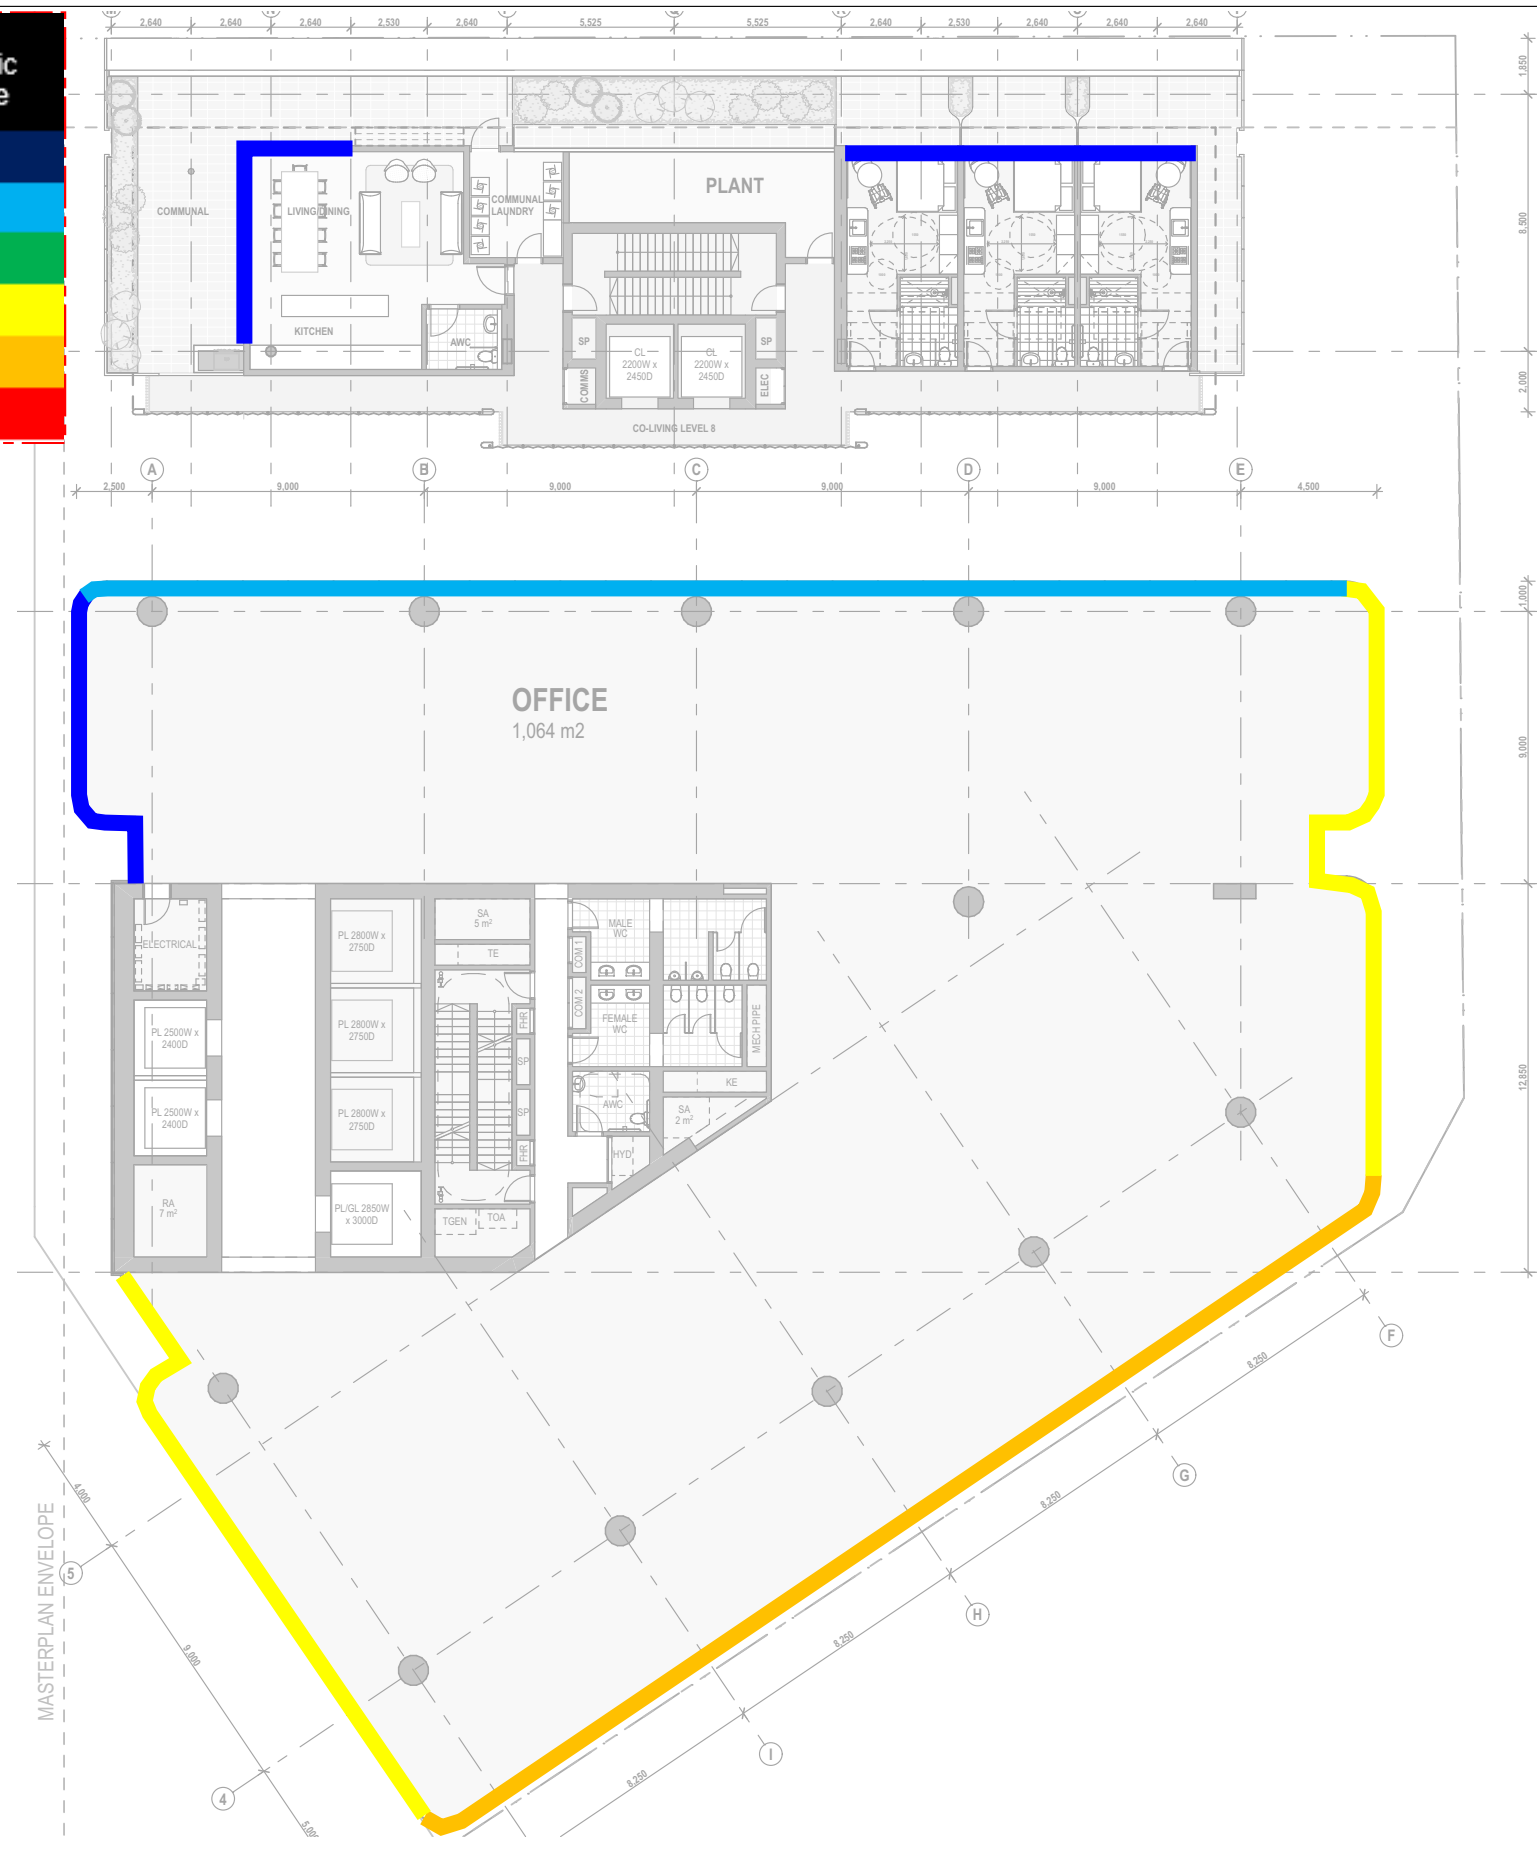 ic
e
2,640 2,640 2,640 2,530 2,640 5,525 5,525 2,640 2,530 2,640 2,640 2,640
1,850
8,500
2,000
COMMUNAL
LIVING/DINING
KITCHEN
COMMUNAL
LAUNDRY
PLANT
AWC
SP
SP
CL
2200W x
2450D
CL
2200W x
2450D
COMMS
ELEC
CO-LIVING LEVEL 8
A B C D E
2,500 9,000 9,000 9,000 9,000 4,500
1,000
9,000
12,850
OFFICE
1,064 m2
ELECTRICAL
PL 2500W x
2400D
PL 2500W x
2400D
RA
7 m²
PL 2800W x
2750D
PL 2800W x
2750D
PL 2800W x
2750D
PL/GL 2850W
x 3000D
SA
5 m²
TE
FHR
SP
SP
FHR
TGEN
TOA
COM 1
COM 2
MALE
WC
FEMALE
WC
MECH PIPE
KE
AWC
SA
2 m²
HYD
F
8,250
G
8,250
H
8,250
I
8,250
4,000
5
9,000
4
5,000
MASTERPLAN ENVELOPE